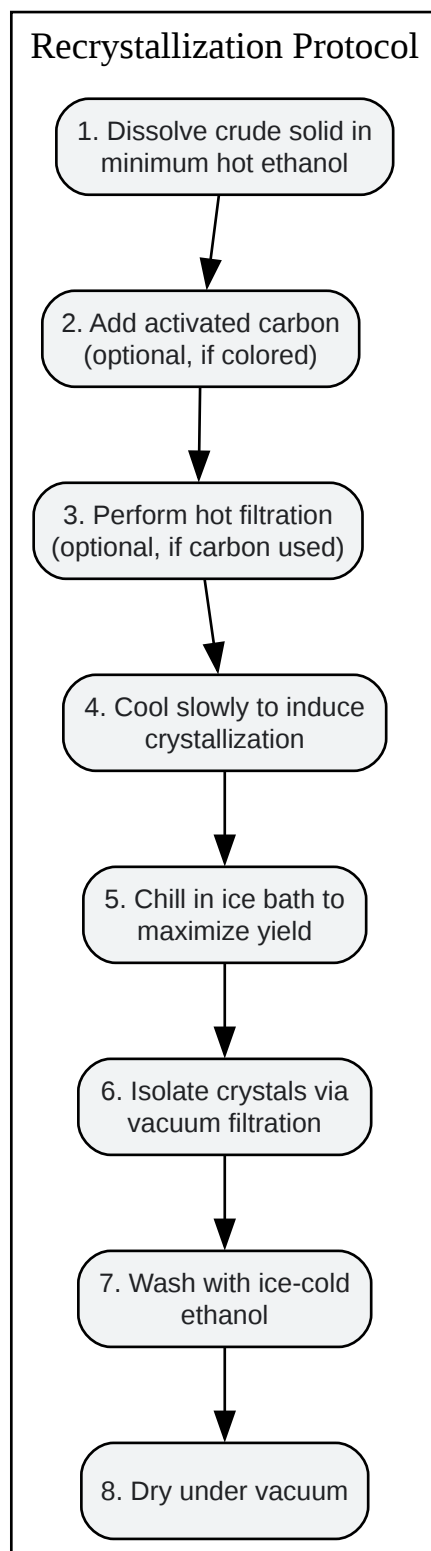 Recrystallization Protocol
1. Dissolve crude solid in
minimum hot ethanol
2. Add activated carbon
(optional, if colored)
3. Perform hot filtration
(optional, if carbon used)
4. Cool slowly to induce
crystallization
5. Chill in ice bath to
maximize yield
6. Isolate crystals via
vacuum filtration
7. Wash with ice-cold
ethanol
8. Dry under vacuum